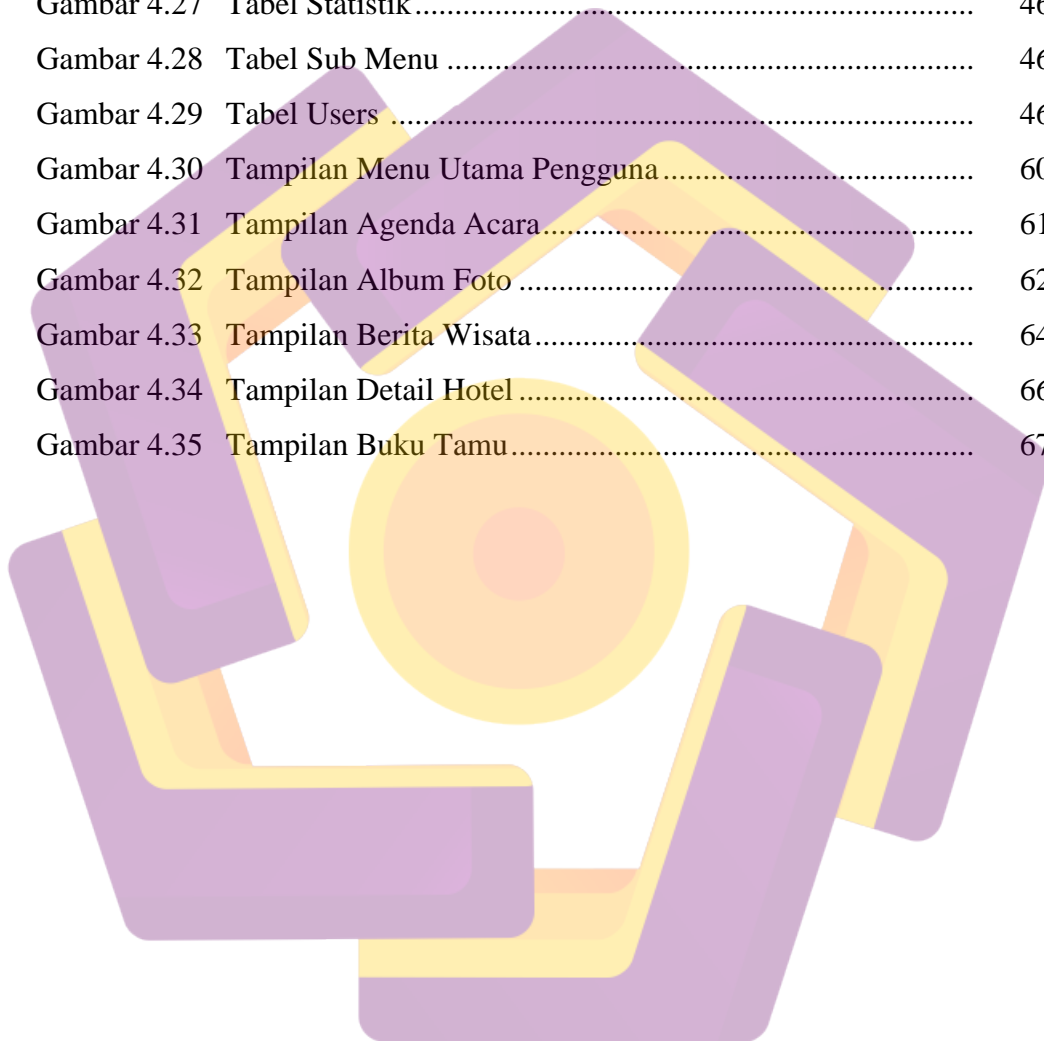 Gambar 4.27 Tabel Statistik...................................................................... 46
Gambar 4.28 Tabel Sub Menu .................................................................. 46
Gambar 4.29 Tabel Users ......................................................................... 46
Gambar 4.30 Tampilan Menu Utama Pengguna....................................... 60
Gambar 4.31 Tampilan Agenda Acara...................................................... 61
Gambar 4.32 Tampilan Album Foto ......................................................... 62
Gambar 4.33 Tampilan Berita Wisata....................................................... 64
Gambar 4.34 Tampilan Detail Hotel ......................................................... 66
Gambar 4.35 Tampilan Buku Tamu.......................................................... 67